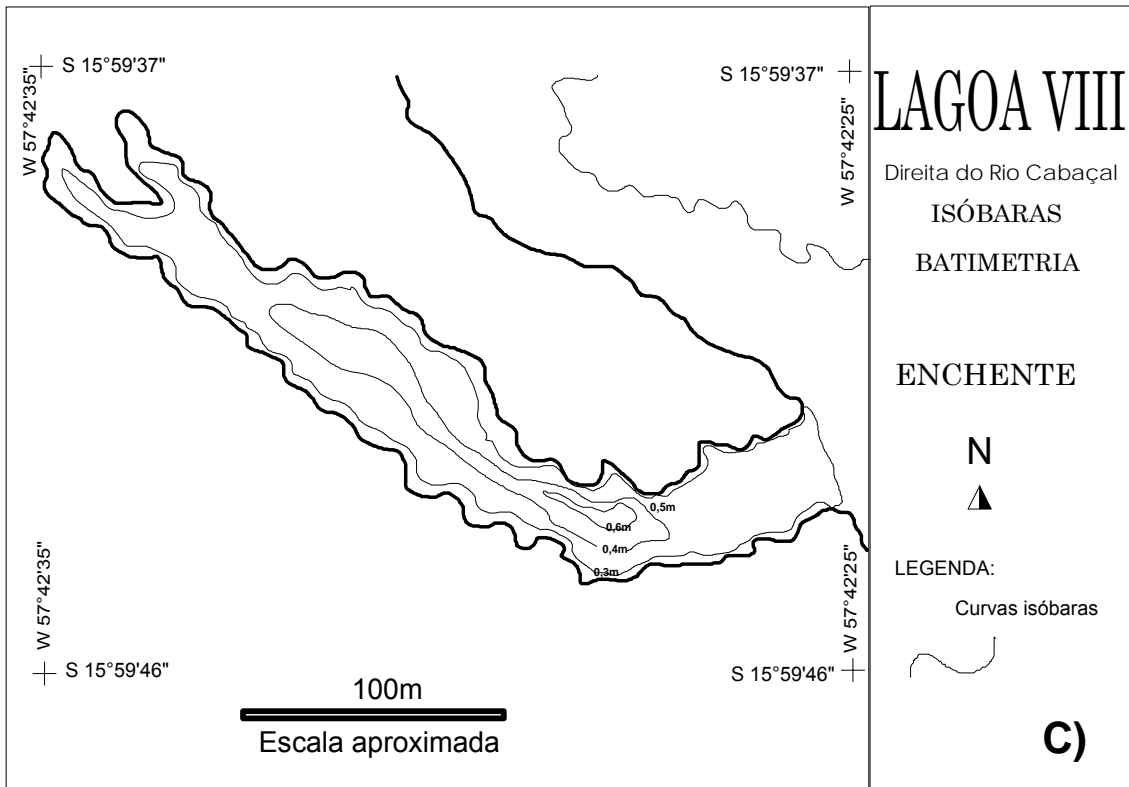 S 15°59'37"
S 15°59'37"
W 57°42'35"
W 57°42'25"
LAGOA VIII
Direita do Rio Cabaçal
ISÓBARAS
BATIMETRIA
ENCHENTE
N
0,5m
0,6m
0,4m
0,3m
W 57°42'35"
W 57°42'25"
LEGENDA:
Curvas isóbaras
S 15°59'46"
S 15°59'46"
100m
Escala aproximada
C)